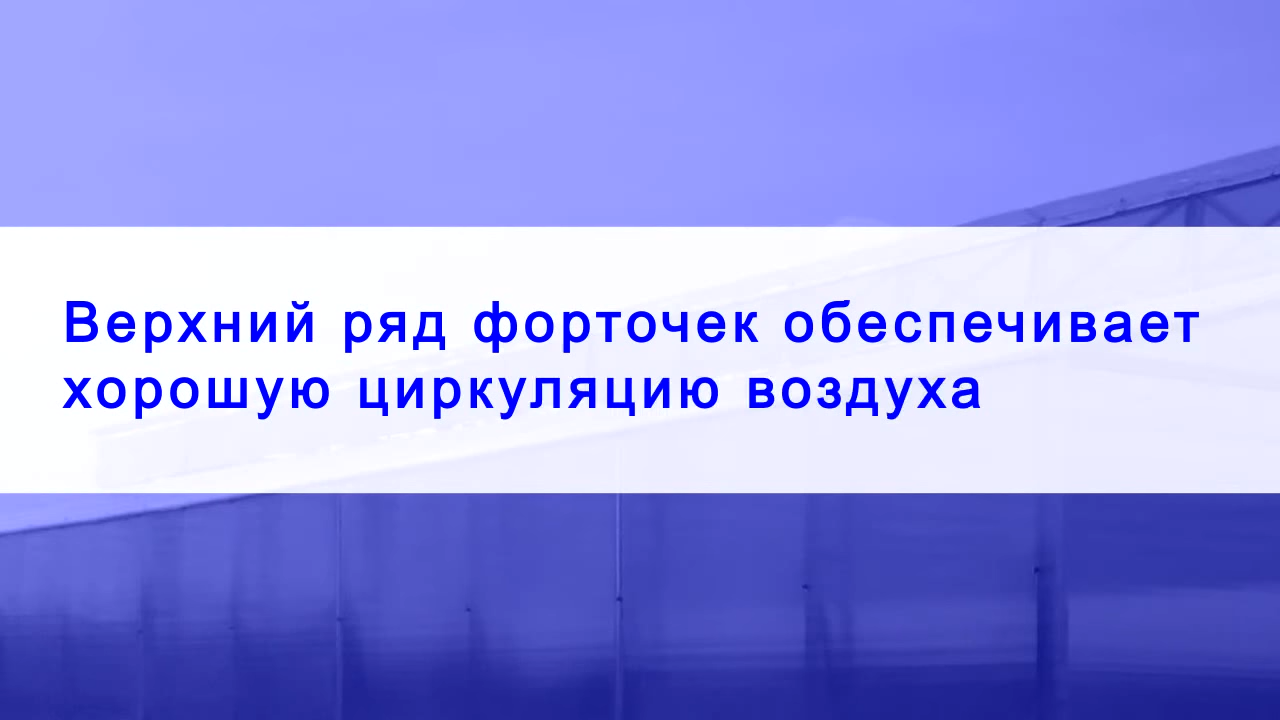 Верхний ряд форточек обеспечивает
хорошую циркуляцию воздуха